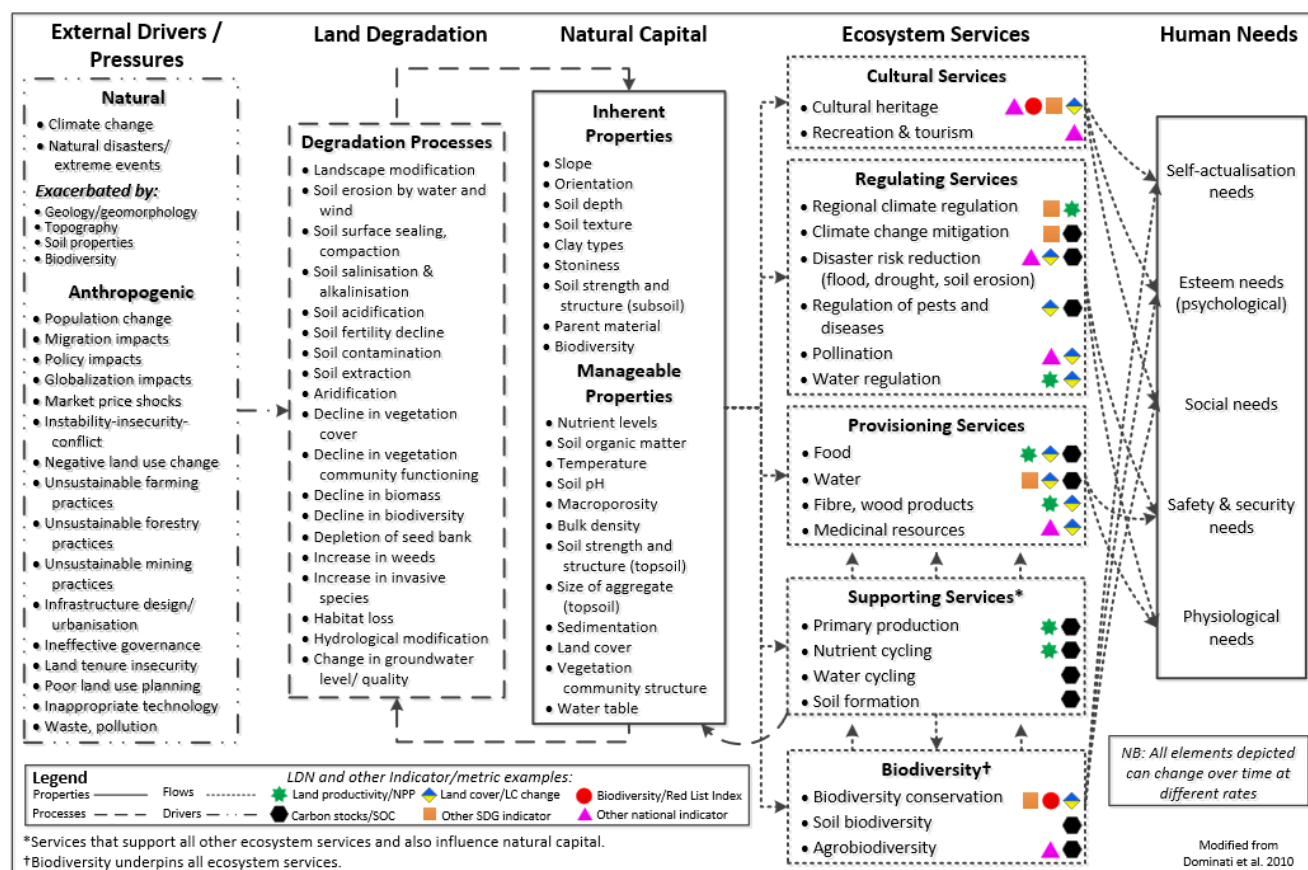 External Drivers /
Pressures
Natural
• Climate change
• Natural disasters/
extreme events
Exacerbated by:
• Geology/geomorphology
• Topography
• Soil properties
• Biodiversity
Anthropogenic
• Population change
• Migration impacts
• Policy impacts
• Globalization impacts
• Market price shocks
• Instability-insecurity-
conflict
• Negative land use change
• Unsustainable farming
practices
• Unsustainable forestry
practices
• Unsustainable mining
practices
• Infrastructure design/
urbanisation
• Ineffective governance
• Land tenure insecurity
• Poor land use planning
• Inappropriate technology
• Waste, pollution
Land Degradation
Degradation Processes
• Landscape modification
• Soil erosion by water and
wind
• Soil surface sealing,
compaction
• Soil salinisation &
alkalinisation
• Soil acidification
• Soil fertility decline
• Soil contamination
• Soil extraction
• Aridification
• Decline in vegetation
cover
• Decline in vegetation
community functioning
• Decline in biomass
• Decline in biodiversity
• Depletion of seed bank
• Increase in weeds
• Increase in invasive
species
• Habitat loss
• Hydrological modification
• Change in groundwater
level/ quality
Natural Capital
Inherent
Properties
• Slope
• Orientation
• Soil depth
• Soil texture
• Clay types
• Stoniness
• Soil strength and
structure (subsoil)
• Parent material
• Biodiversity
Manageable
Properties
• Nutrient levels
• Soil organic matter
• Temperature
• Soil pH
• Macroporosity
• Bulk density
• Soil strength and
structure (topsoil)
• Size of aggregate
(topsoil)
• Sedimentation
• Land cover
• Vegetation
community structure
• Water table
Ecosystem Services
Cultural Services
• Cultural heritage
• Recreation & tourism
Regulating Services
• Regional climate regulation
• Climate change mitigation
• Disaster risk reduction
(flood, drought, soil erosion)
• Regulation of pests and
diseases
• Pollination
• Water regulation
Provisioning Services
• Food
• Water
• Fibre, wood products
• Medicinal resources
Supporting Services*
• Primary production
• Nutrient cycling
• Water cycling
• Soil formation
Biodiversity†
• Biodiversity conservation
• Soil biodiversity
• Agrobiodiversity
Human Needs
Self-actualisation
needs
Esteem needs
(psychological)
Social needs
Safety & security
needs
Physiological
needs
NB: All elements depicted
can change over time at
different rates
Legend
LDN and other Indicator/metric examples:
Properties Flows Land productivity/NPP Land cover/LC change Biodiversity/Red List Index
Processes Drivers Carbon stocks/SOC Other SDG indicator Other national indicator
*Services that support all other ecosystem services and also influence natural capital.
†Biodiversity underpins all ecosystem services.
Modified from
Dominati et al. 2010